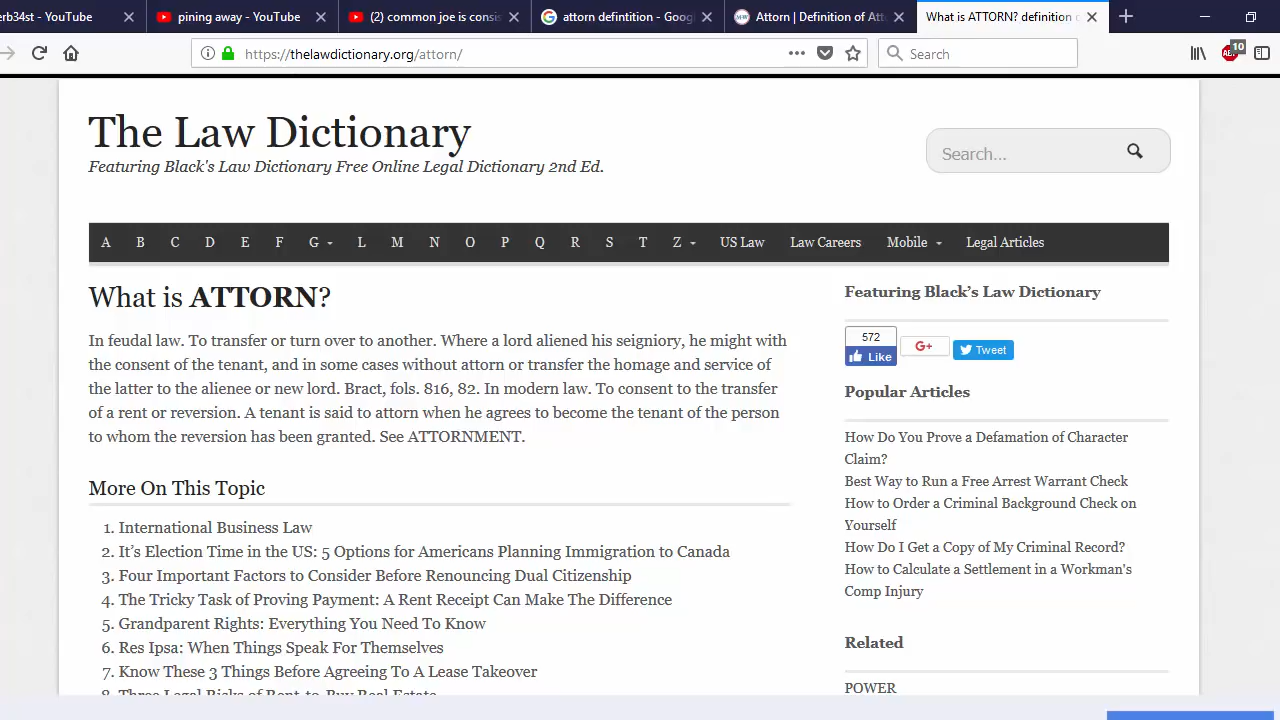 erb34st - YouTube
pining away - YouTube
(2) common joe is consis
attorn defintition - Goog
Attorn | Definition of Att
What is ATTORN? definition o
https://thelawdictionary.org/attorn/
Search
10
The Law Dictionary
Featuring Black's Law Dictionary Free Online Legal Dictionary 2nd Ed.
Search...
A B C D E F G L M N O P Q R S T Z US Law Law Careers Mobile Legal Articles
What is ATTORN?
In feudal law. To transfer or turn over to another. Where a lord aliened his seigniory, he might with
the consent of the tenant, and in some cases without attorn or transfer the homage and service of
the latter to the alienee or new lord. Bract, fols. 816, 82. In modern law. To consent to the transfer
of a rent or reversion. A tenant is said to attorn when he agrees to become the tenant of the person
to whom the reversion has been granted. See ATTORNMENT.
More On This Topic
1. International Business Law
2. It’s Election Time in the US: 5 Options for Americans Planning Immigration to Canada
3. Four Important Factors to Consider Before Renouncing Dual Citizenship
4. The Tricky Task of Proving Payment: A Rent Receipt Can Make The Difference
5. Grandparent Rights: Everything You Need To Know
6. Res Ipsa: When Things Speak For Themselves
7. Know These 3 Things Before Agreeing To A Lease Takeover
8. Three Legal Risks of Rent-to-Buy Real Estate
Featuring Black’s Law Dictionary
572
Like
G+
Tweet
Popular Articles
How Do You Prove a Defamation of Character
Claim?
Best Way to Run a Free Arrest Warrant Check
How to Order a Criminal Background Check on
Yourself
How Do I Get a Copy of My Criminal Record?
How to Calculate a Settlement in a Workman's
Comp Injury
Related
POWER